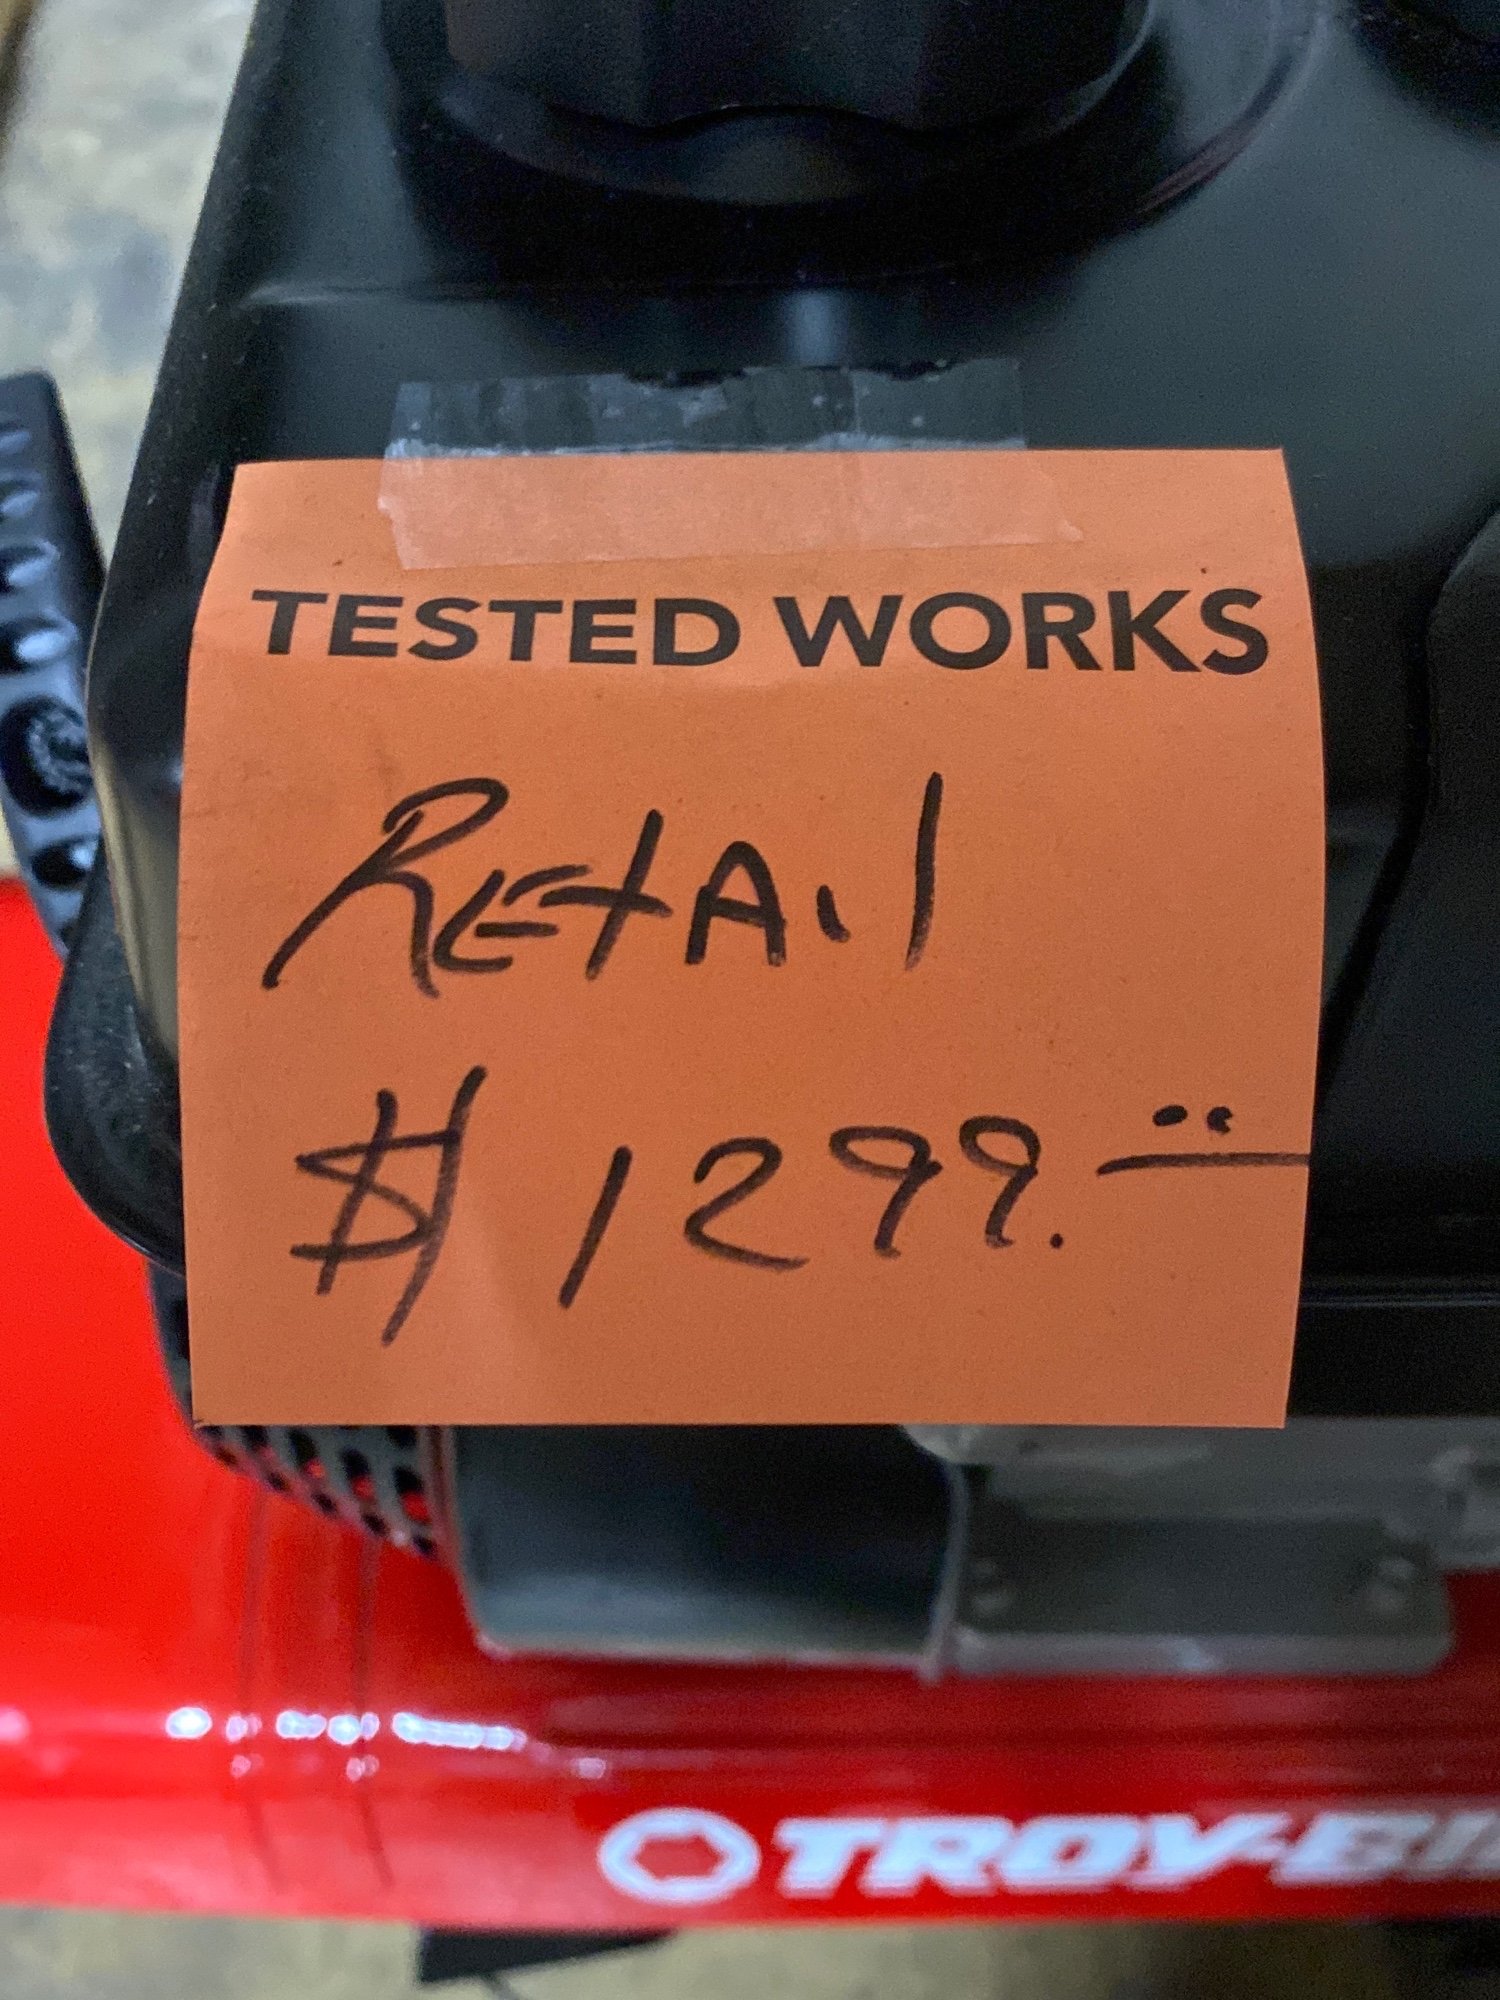 TESTED WORKS
RETAIL
$1299.
TROY-BI